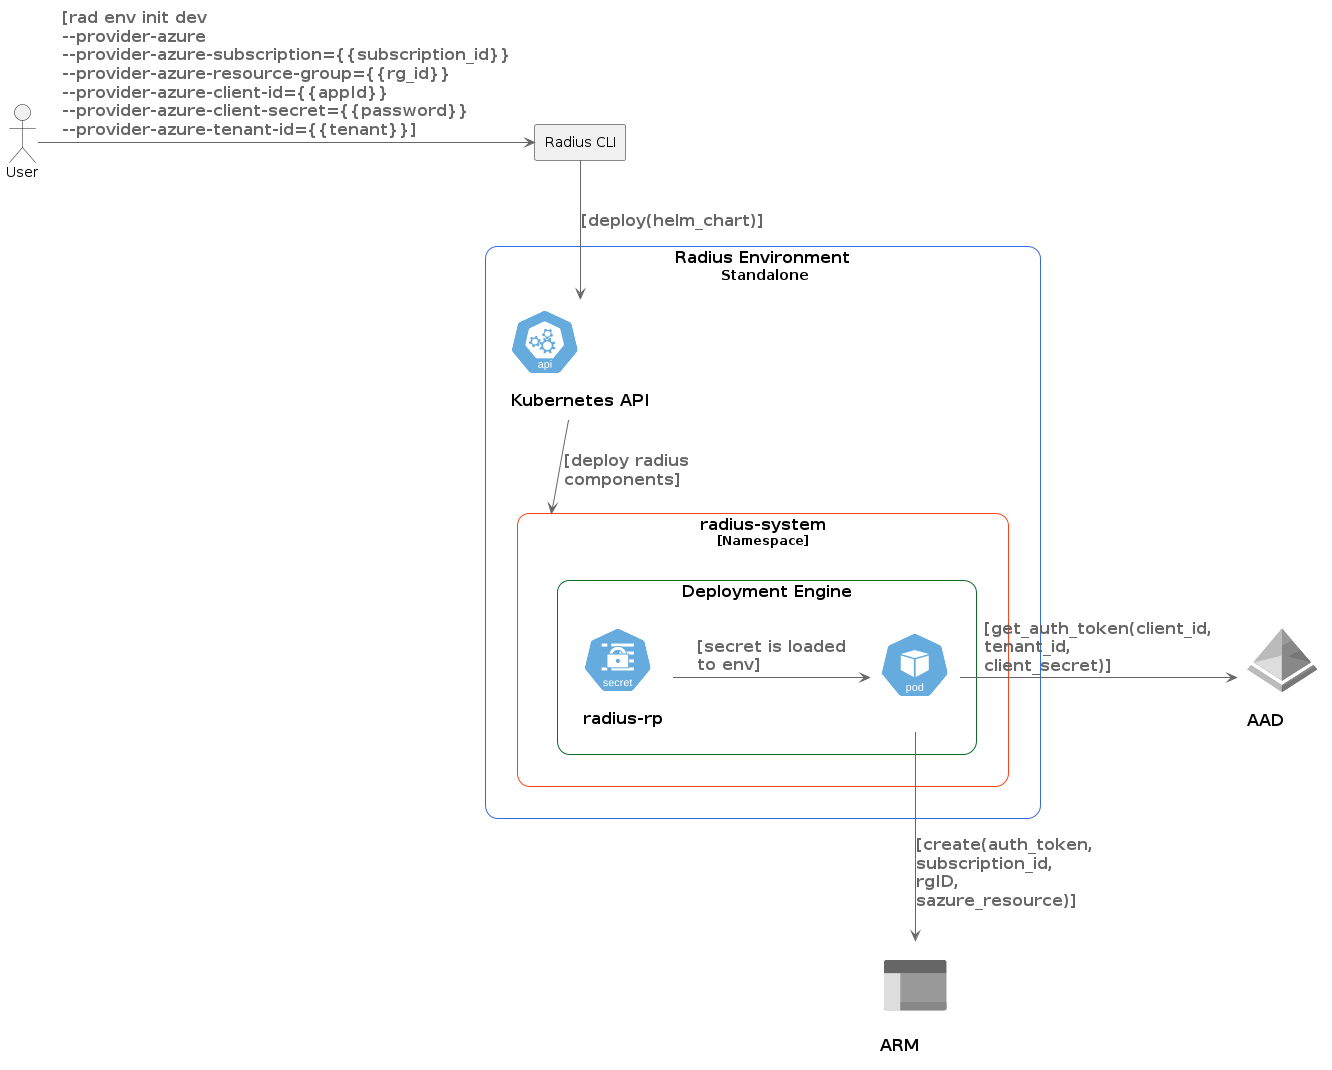 [rad env init dev
--provider-azure
--provider-azure-subscription={{subscription_id}}
--provider-azure-resource-group={{rg_id}}
--provider-azure-client-id={{appId}}
--provider-azure-client-secret={{password}}
--provider-azure-tenant-id={{tenant}}]
User
Radius CLI
[deploy(helm_chart)]
Radius Environment
Standalone
api
Kubernetes API
[deploy radius
components]
radius-system
[Namespace]
Deployment Engine
secret
radius-rp
[secret is loaded
to env]
pod
[get_auth_token(client_id,
tenant_id,
client_secret)]
AAD
[create(auth_token,
subscription_id,
rgID,
sazure_resource)]
ARM